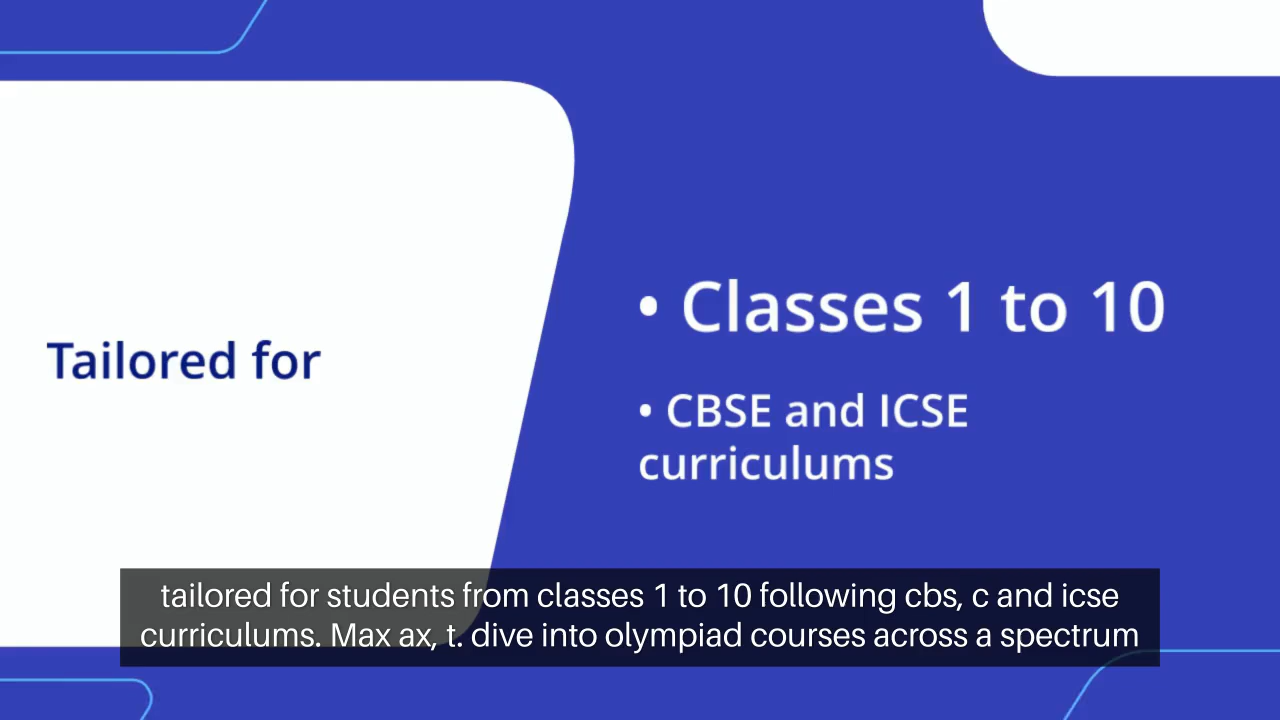 Tailored for
• Classes 1 to 10
• CBSE and ICSE
curriculums
tailored for students from classes 1 to 10 following cbs, c and icse
curriculums. Max ax, t. dive into olympiad courses across a spectrum